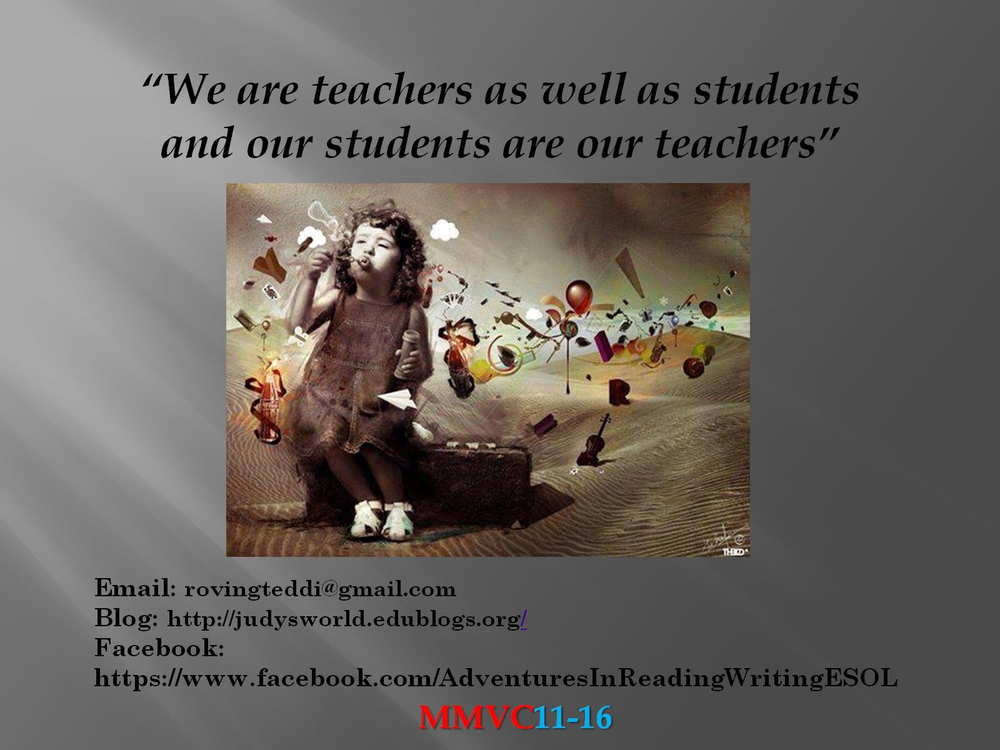 “We are teachers as well as students
and our students are our teachers”
R
Email: rovingteddi@gmail.com
Blog: http://judysworld.edublogs.org/
Facebook:
https://www.facebook.com/AdventuresInReadingWritingESOL
MMVC11-16